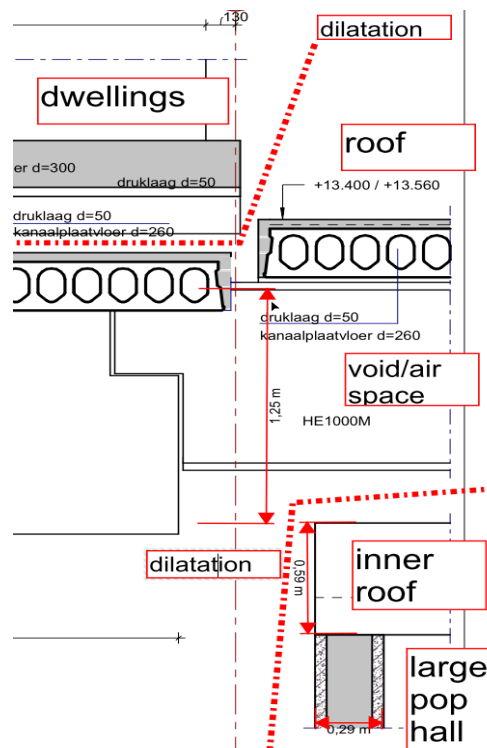 130
dilatation
dwellings
roof
er d=300
druklaag d=50
+13.400 / +13.560
druklaag d=50
kanaalplaatvloer d=260
druklaag d=50
kanaalplaatvloer d=260
void/air
space
1,25 m
HE1000M
dilatation
inner
roof
0,59 m
large
pop
hall
0,29 m